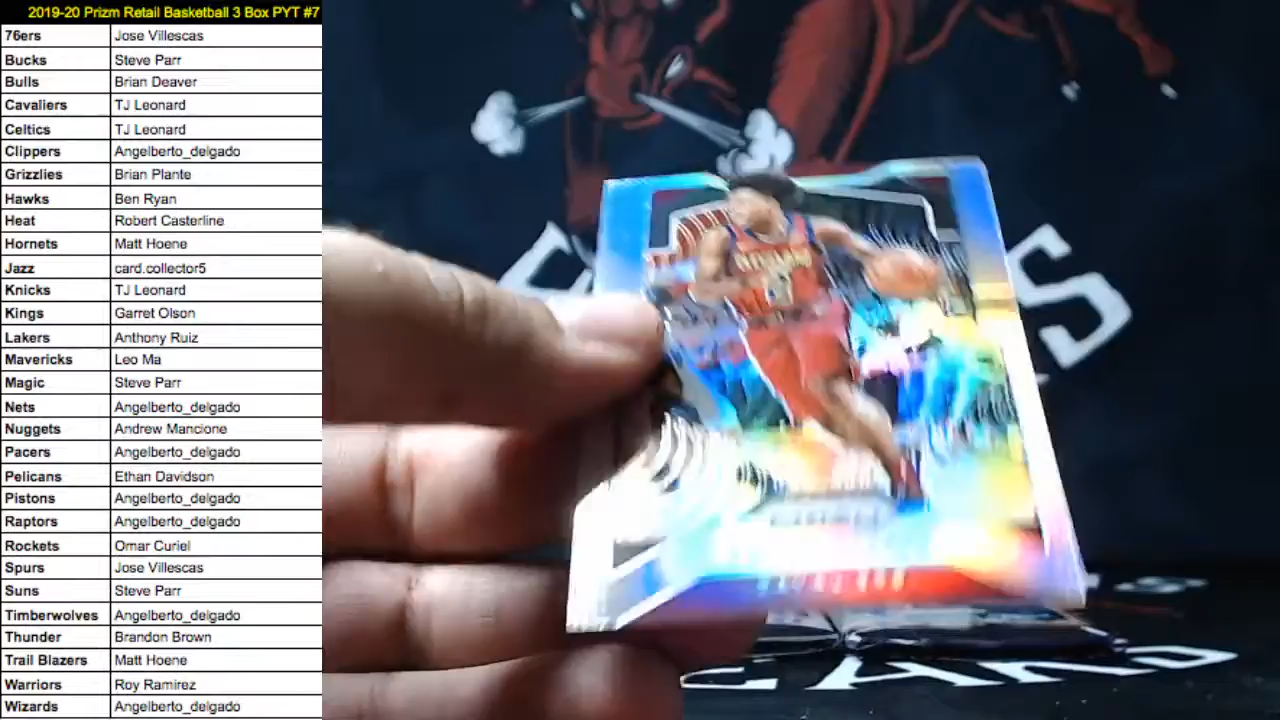 2019-20 Prizm Retail Basketball 3 Box PYT #7
76ers Jose Villescas
Bucks Steve Parr
Bulls Brian Deaver
Cavaliers TJ Leonard
Celtics TJ Leonard
Clippers Angelberto_delgado
Grizzlies Brian Plante
Hawks Ben Ryan
Heat Robert Casterline
Hornets Matt Hoene
Jazz card.collector5
Knicks TJ Leonard
Kings Garret Olson
Lakers Anthony Ruiz
Mavericks Leo Ma
Magic Steve Parr
Nets Angelberto_delgado
Nuggets Andrew Mancione
Pacers Angelberto_delgado
Pelicans Ethan Davidson
Pistons Angelberto_delgado
Raptors Angelberto_delgado
Rockets Omar Curiel
Spurs Jose Villescas
Suns Steve Parr
Timberwolves Angelberto_delgado
Thunder Brandon Brown
Trail Blazers Matt Hoene
Warriors Roy Ramirez
Wizards Angelberto_delgado